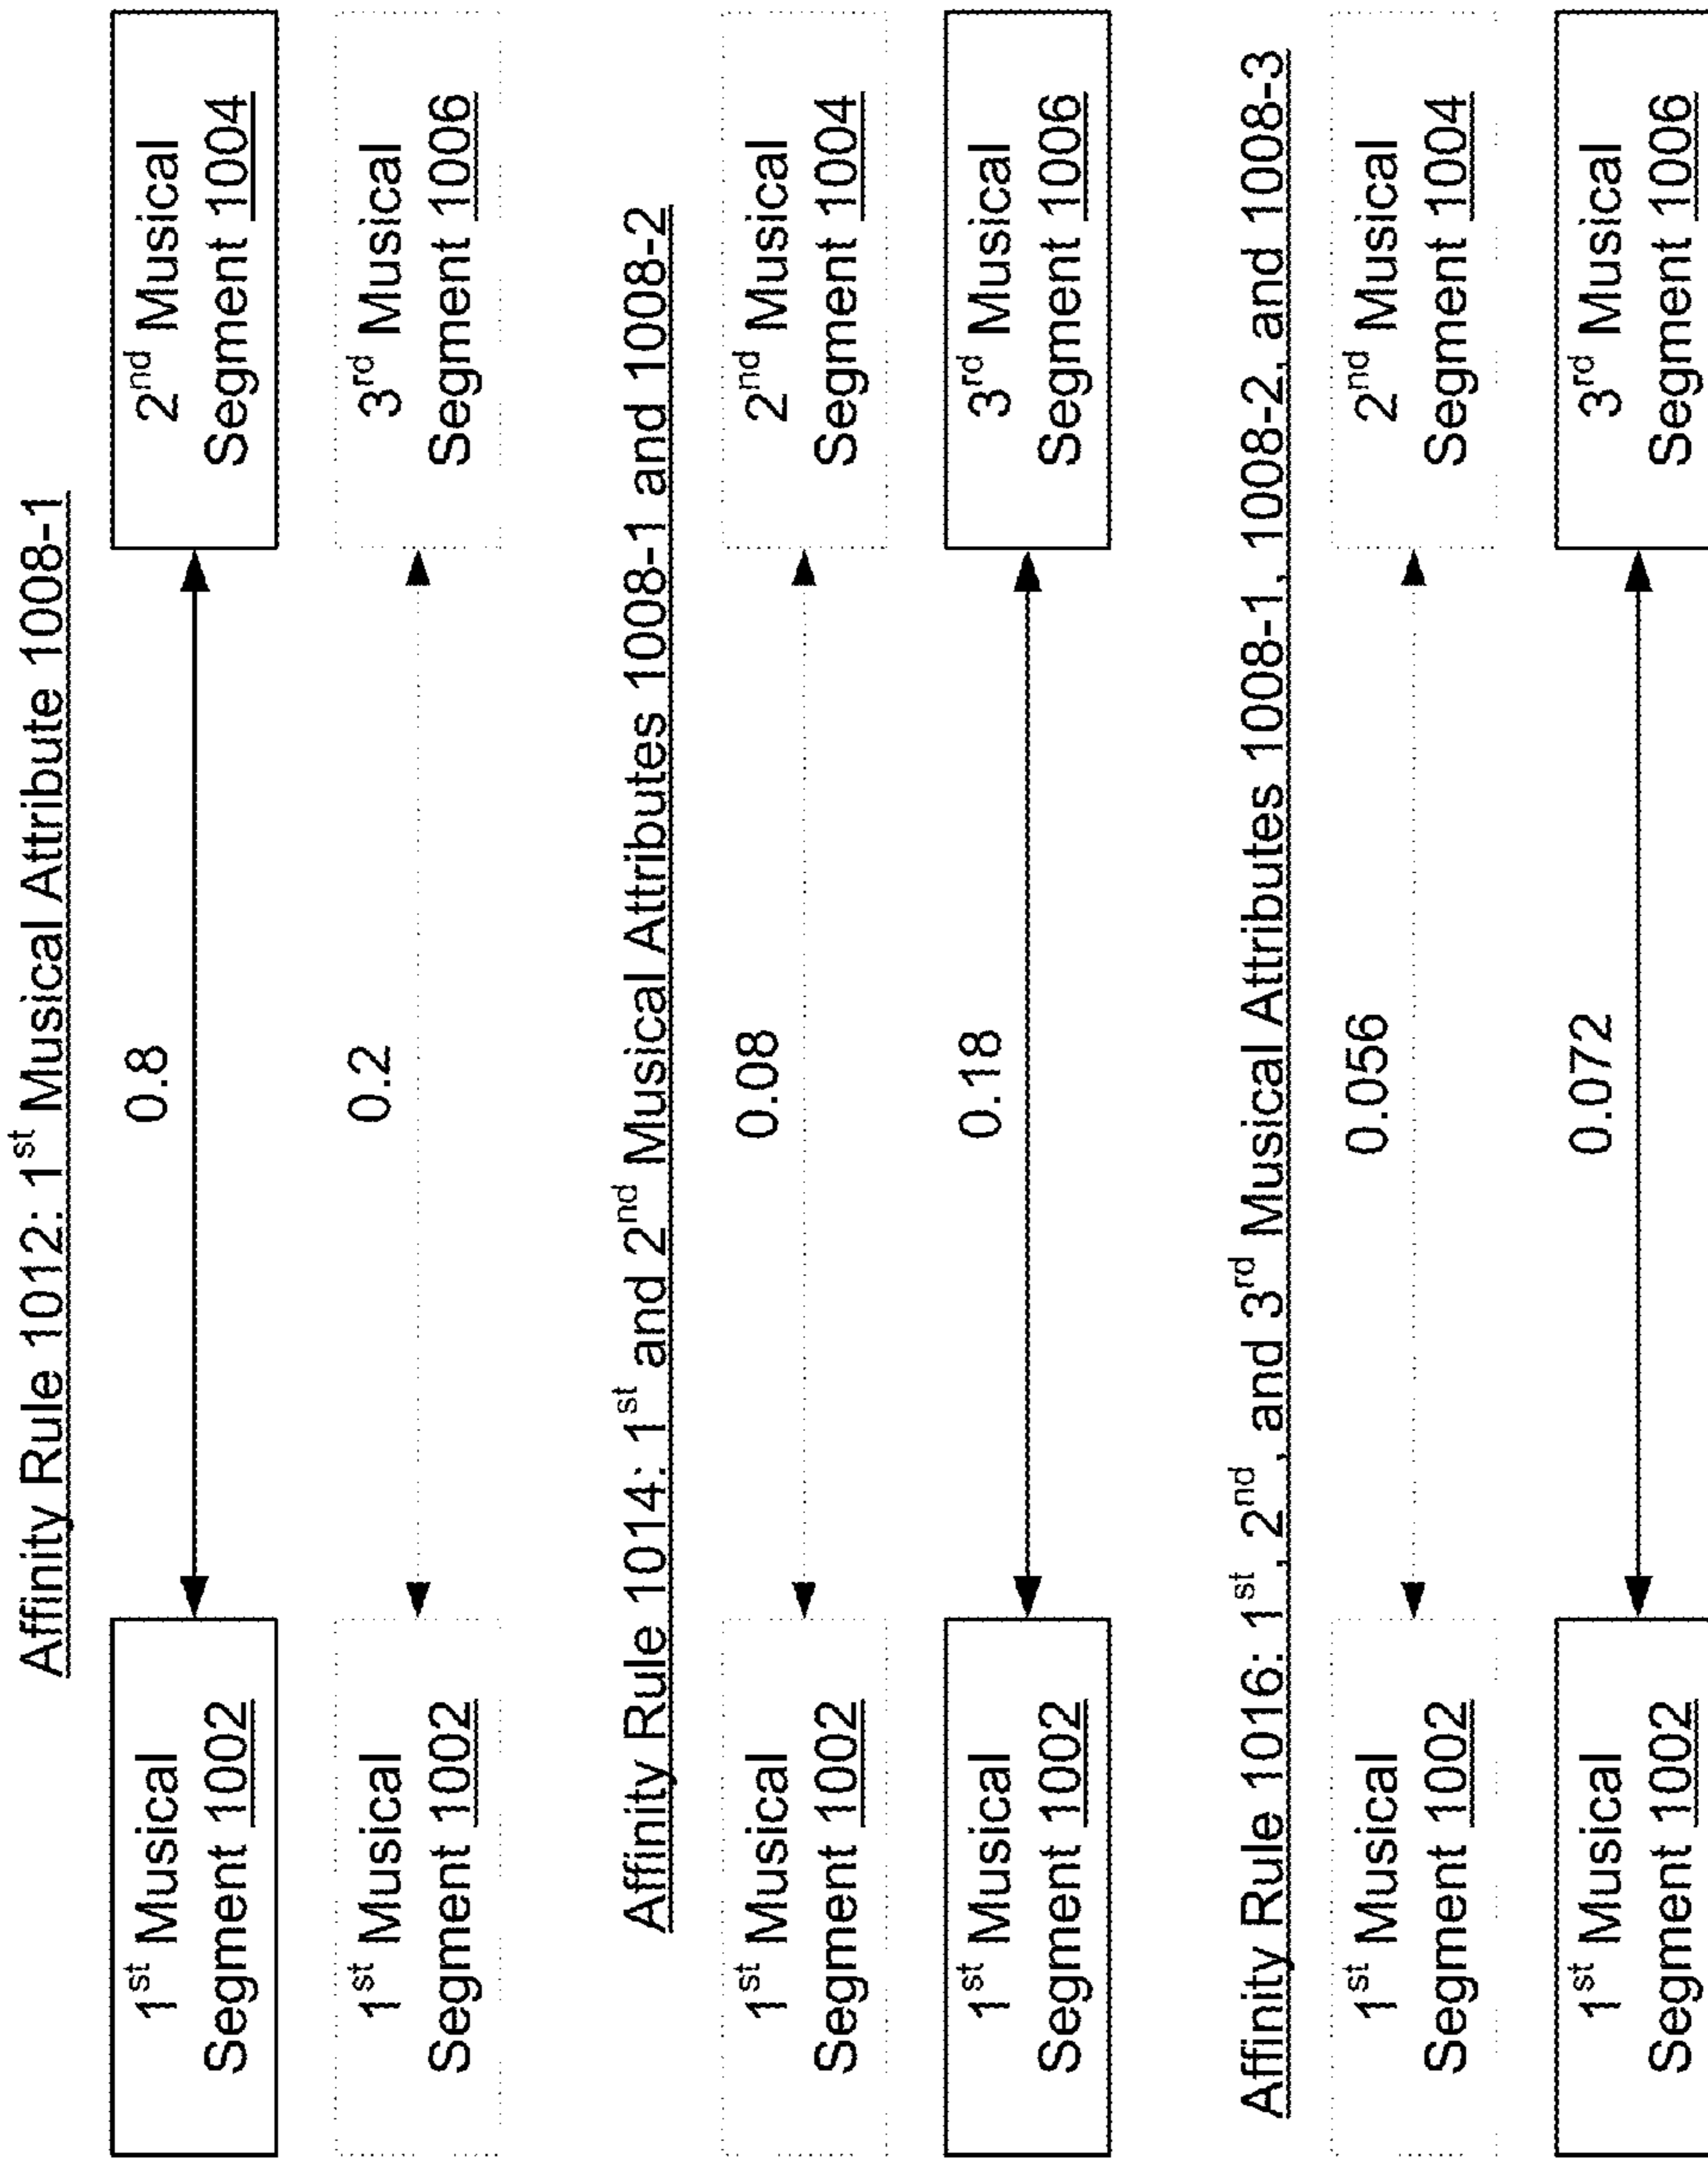 Affinity Rule 1012: 1st Musical Attribute 1008-1
1st Musical
Segment 1002
0.8
2nd Musical
Segment 1004
1st Musical
Segment 1002
0.2
3rd Musical
Segment 1006
Affinity Rule 1014: 1st and 2nd Musical Attributes 1008-1 and 1008-2
1st Musical
Segment 1002
0.08
2nd Musical
Segment 1004
1st Musical
Segment 1002
0.18
3rd Musical
Segment 1006
Affinity Rule 1016: 1st, 2nd, and 3rd Musical Attributes 1008-1, 1008-2, and 1008-3
1st Musical
Segment 1002
0.056
2nd Musical
Segment 1004
1st Musical
Segment 1002
0.072
3rd Musical
Segment 1006